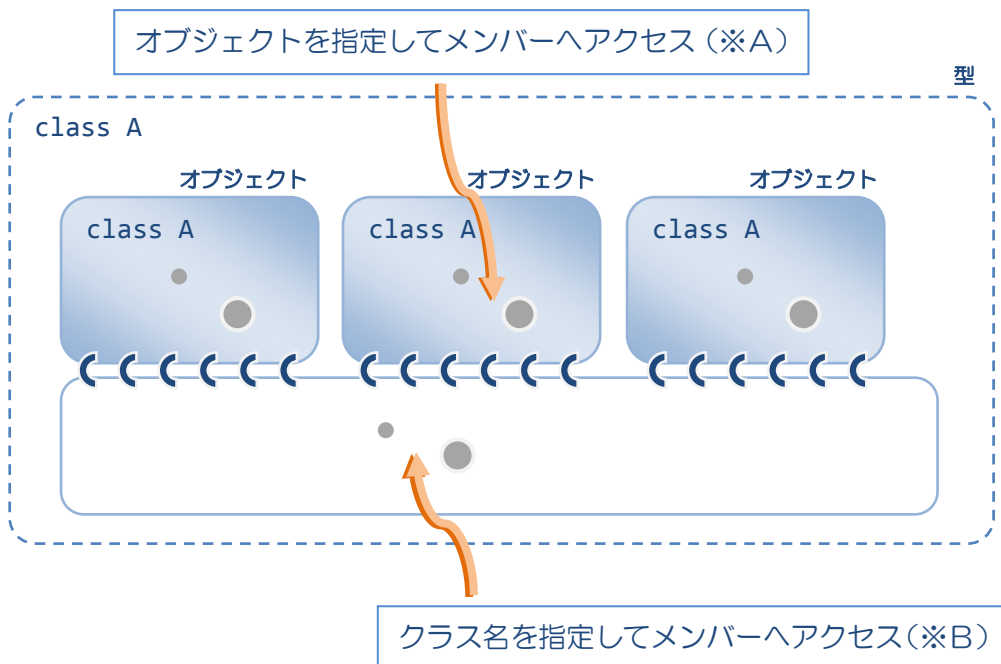 オブジェクトを指定してメンバーへアクセス（※A）
型
class A
オブジェクト
オブジェクト
オブジェクト
class A
class A
class A
クラス名を指定してメンバーへアクセス（※B）